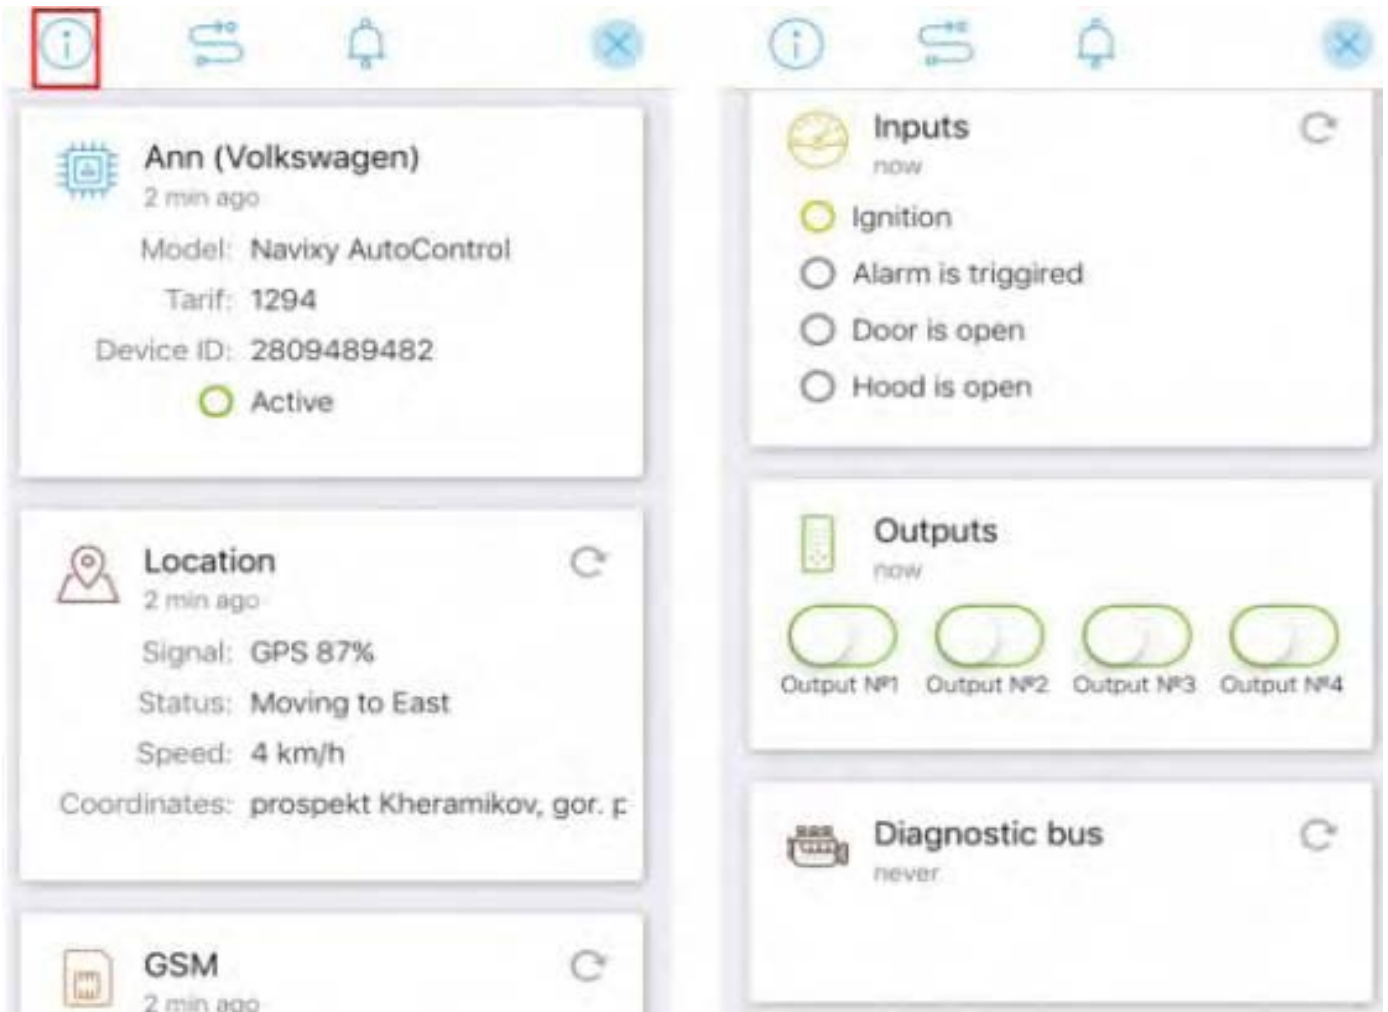 Ann (Volkswagen)
2 min ago
Model: Navixy AutoControl
Tarif: 1294
Device ID: 2809489482
Active
Location
2 min ago
Signal: GPS 87%
Status: Moving to East
Speed: 4 km/h
Coordinates: prospekt Kheramikov, gor. p
GSM
2 min ago
Inputs
now
Ignition
Alarm is triggired
Door is open
Hood is open
Outputs
now
Output №1 Output №2 Output №3 Output №4
Diagnostic bus
never